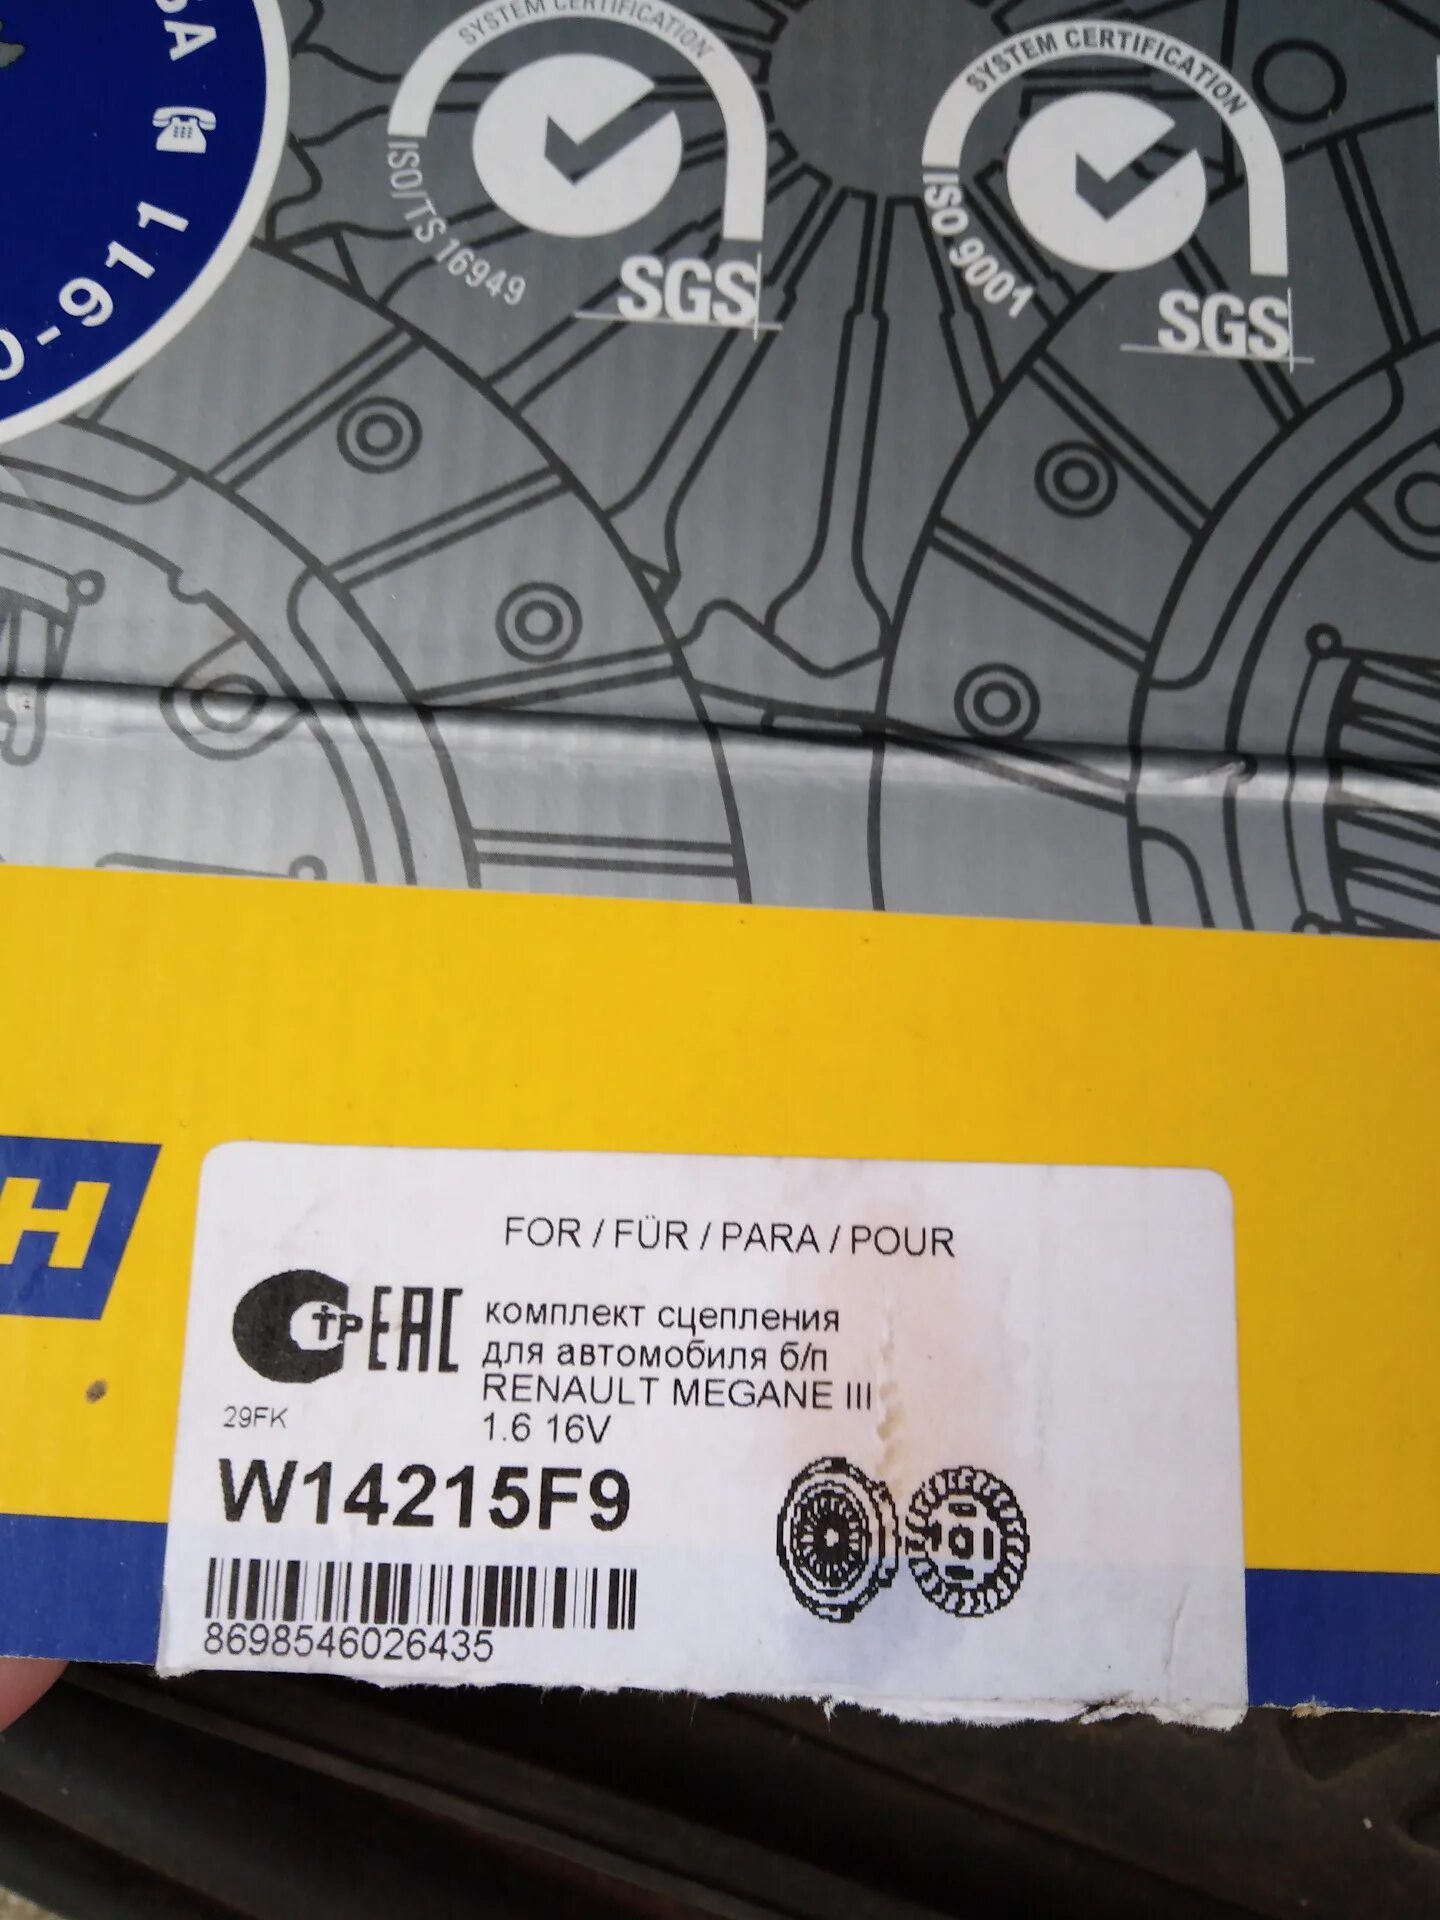 SYSTEM CERTIFICATION
ISO/TS 16949
SGS
SYSTEM CERTIFICATION
ISO 9001
SGS
-911
H
FOR / FÜR / PARA / POUR
EAC
комплект сцепления
для автомобиля б/п
RENAULT MEGANE III
1.6 16V
29FK
W14215F9
8698546026435